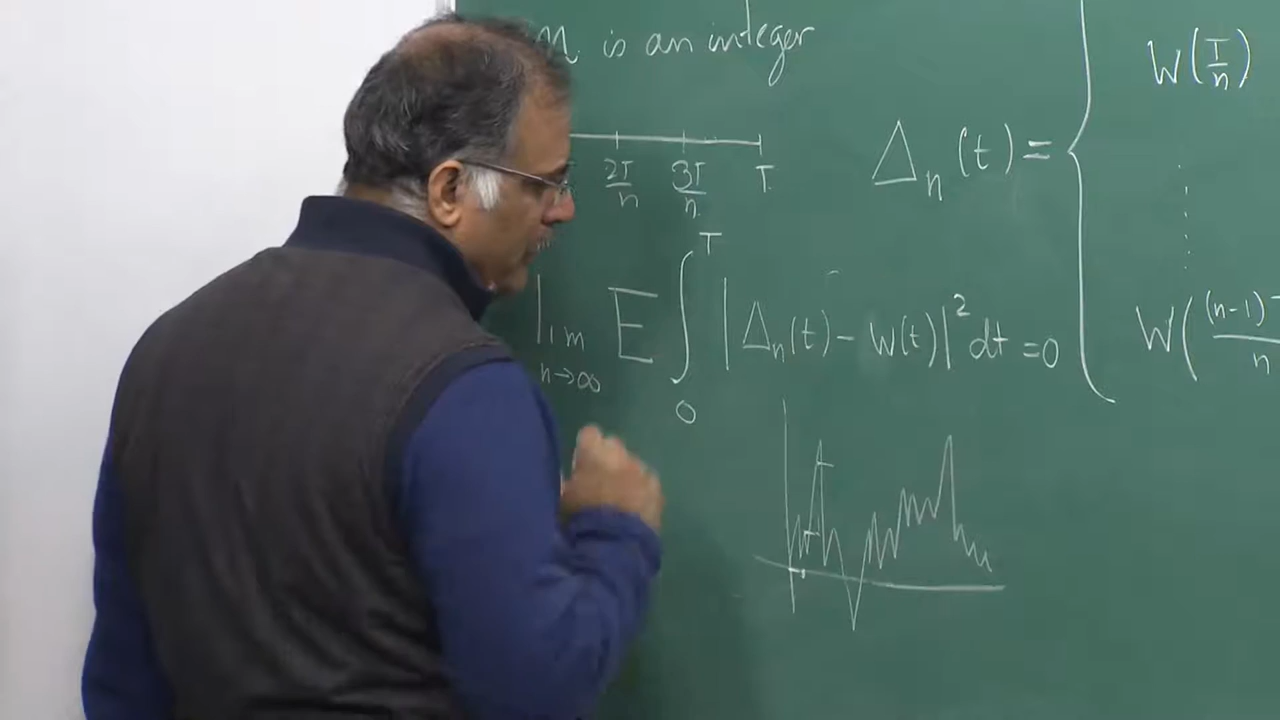 n is an integer
W(T/n)
Δₙ(t) =
2T/n 3T/n T
⋮
lim n→∞ E ∫₀ᵀ |Δₙ(t) - W(t)|² dt = 0
W((n-1)T/n